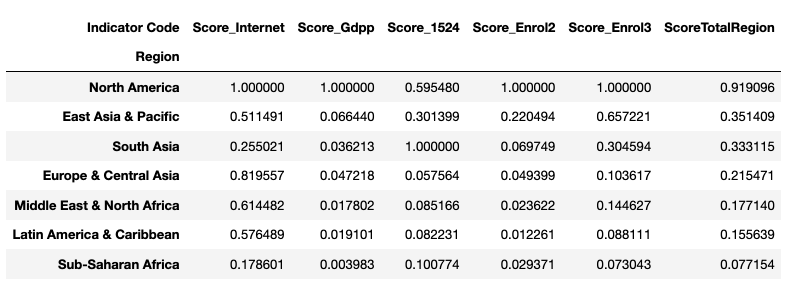 Indicator Code Score_Internet Score_Gdpp Score_1524 Score_Enrol2 Score_Enrol3 ScoreTotalRegion
Region
North America 1.000000 1.000000 0.595480 1.000000 1.000000 0.919096
East Asia & Pacific 0.511491 0.066440 0.301399 0.220494 0.657221 0.351409
South Asia 0.255021 0.036213 1.000000 0.069749 0.304594 0.333115
Europe & Central Asia 0.819557 0.047218 0.057564 0.049399 0.103617 0.215471
Middle East & North Africa 0.614482 0.017802 0.085166 0.023622 0.144627 0.177140
Latin America & Caribbean 0.576489 0.019101 0.082231 0.012261 0.088111 0.155639
Sub-Saharan Africa 0.178601 0.003983 0.100774 0.029371 0.073043 0.077154